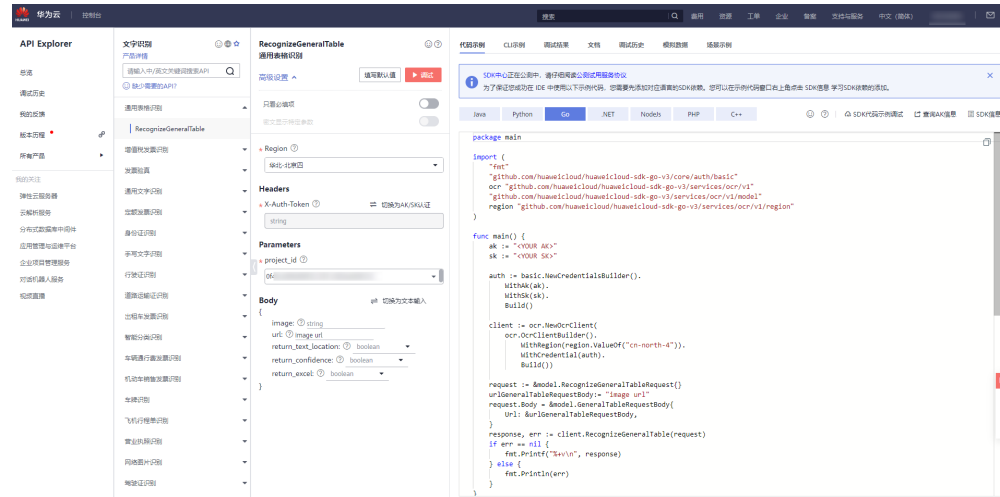 HUAWEI
华为云 | 控制台
搜索
备用 资源 工单 企业 智能 支持与服务 中文 (简体)
API Explorer
总览
调试历史
我的反馈
版本历程
所有产品
我的关注
弹性云服务器
云解析服务
分布式数据库中间件
应用管理与运维平台
企业项目管理服务
对话机器人服务
视频直播
文字识别
产品详情
请输入中/英文关键词搜索API
缺少需要的API?
通用表格识别
RecognizeGeneralTable
增值税发票识别
发票验真
通用文字识别
定额发票识别
身份证识别
手写文字识别
行驶证识别
道路运输证识别
出租车发票识别
智能分类识别
车辆通行费发票识别
机动车销售发票识别
车牌识别
飞机行程单识别
营业执照识别
网络图片识别
驾驶证识别
RecognizeGeneralTable
通用表格识别
高级设置
填写默认值
调试
只看必填项
Region
华北-北京四
Headers
X-Auth-Token
切换为AK/SK认证
string
Parameters
project_id
Body
切换为文本输入
{
image: string
url: image url
return_text_location: boolean
return_confidence: boolean
return_excel: boolean
}
代码示例 CLI示例 调试结果 文档 调试历史 模拟数据 场景示例
SDK中心正在公测中，请仔细阅读公测试用服务协议
为了保证您成功在 IDE 中使用以下示例代码，您需要先添加对应语言的SDK依赖。您可以在示例代码窗口右上角点击 SDK信息 学习SDK依赖的添加。
Java Python Go .NET NodeJs PHP C++
SDK代码示例调试 查询AK信息 SDK信息
package main
import (
"fmt"
"github.com/huaweicloud/huaweicloud-sdk-go-v3/core/auth/basic"
ocr "github.com/huaweicloud/huaweicloud-sdk-go-v3/services/ocr/v1"
"github.com/huaweicloud/huaweicloud-sdk-go-v3/services/ocr/v1/model"
region "github.com/huaweicloud/huaweicloud-sdk-go-v3/services/ocr/v1/region"
)
func main() {
ak := "<YOUR AK>"
sk := "<YOUR SK>"
auth := basic.NewCredentialsBuilder().
WithAk(ak).
WithSk(sk).
Build()
client := ocr.NewOcrClient(
ocr.OcrClientBuilder().
WithRegion(region.ValueOf("cn-north-4")).
WithCredential(auth).
Build())
request := &model.RecognizeGeneralTableRequest{}
urlGeneralTableRequestBody:= "image url"
request.Body = &model.GeneralTableRequestBody{
Url: &urlGeneralTableRequestBody,
}
response, err := client.RecognizeGeneralTable(request)
if err == nil {
fmt.Printf("%+v\n", response)
} else {
fmt.Println(err)
}
}